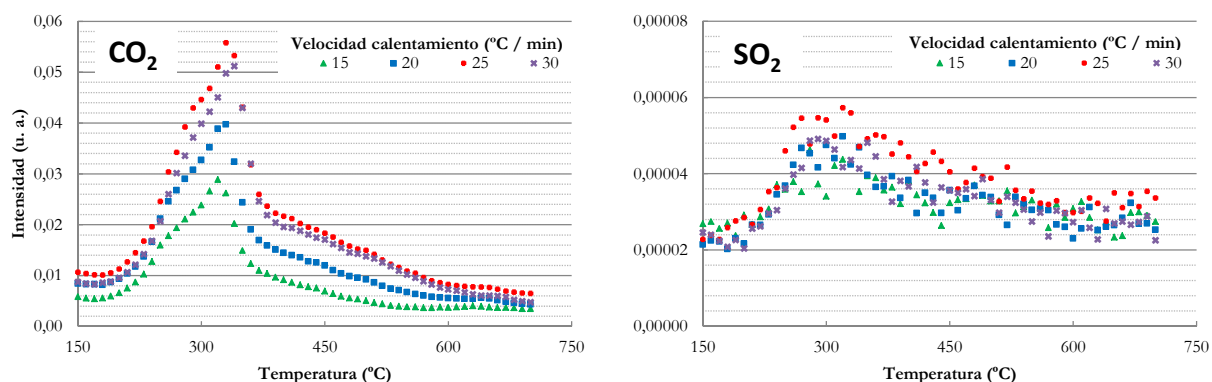 CO2
Velocidad calentamiento (ºC / min)
15 20 25 30
Intensidad (u. a.)
0,06
0,05
0,04
0,03
0,02
0,01
0,00
150 300 450 600 750
Temperatura (ºC)
SO2
Velocidad calentamiento (ºC / min)
15 20 25 30
0,00008
0,00006
0,00004
0,00002
0,00000
150 300 450 600 750
Temperatura (ºC)